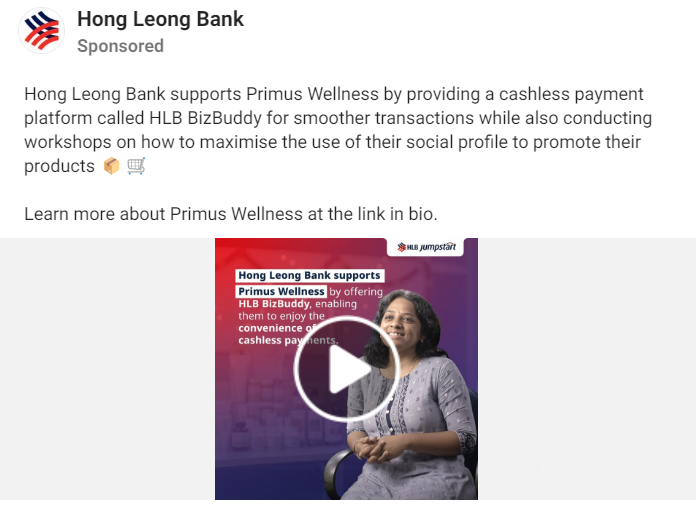 Hong Leong Bank
Sponsored
Hong Leong Bank supports Primus Wellness by providing a cashless payment
platform called HLB BizBuddy for smoother transactions while also conducting
workshops on how to maximise the use of their social profile to promote their
products 📦 🛒
Learn more about Primus Wellness at the link in bio.
HLB Jumpstart
Hong Leong Bank supports
Primus Wellness by offering
HLB BizBuddy, enabling
them to enjoy the
convenience of
cashless payments.